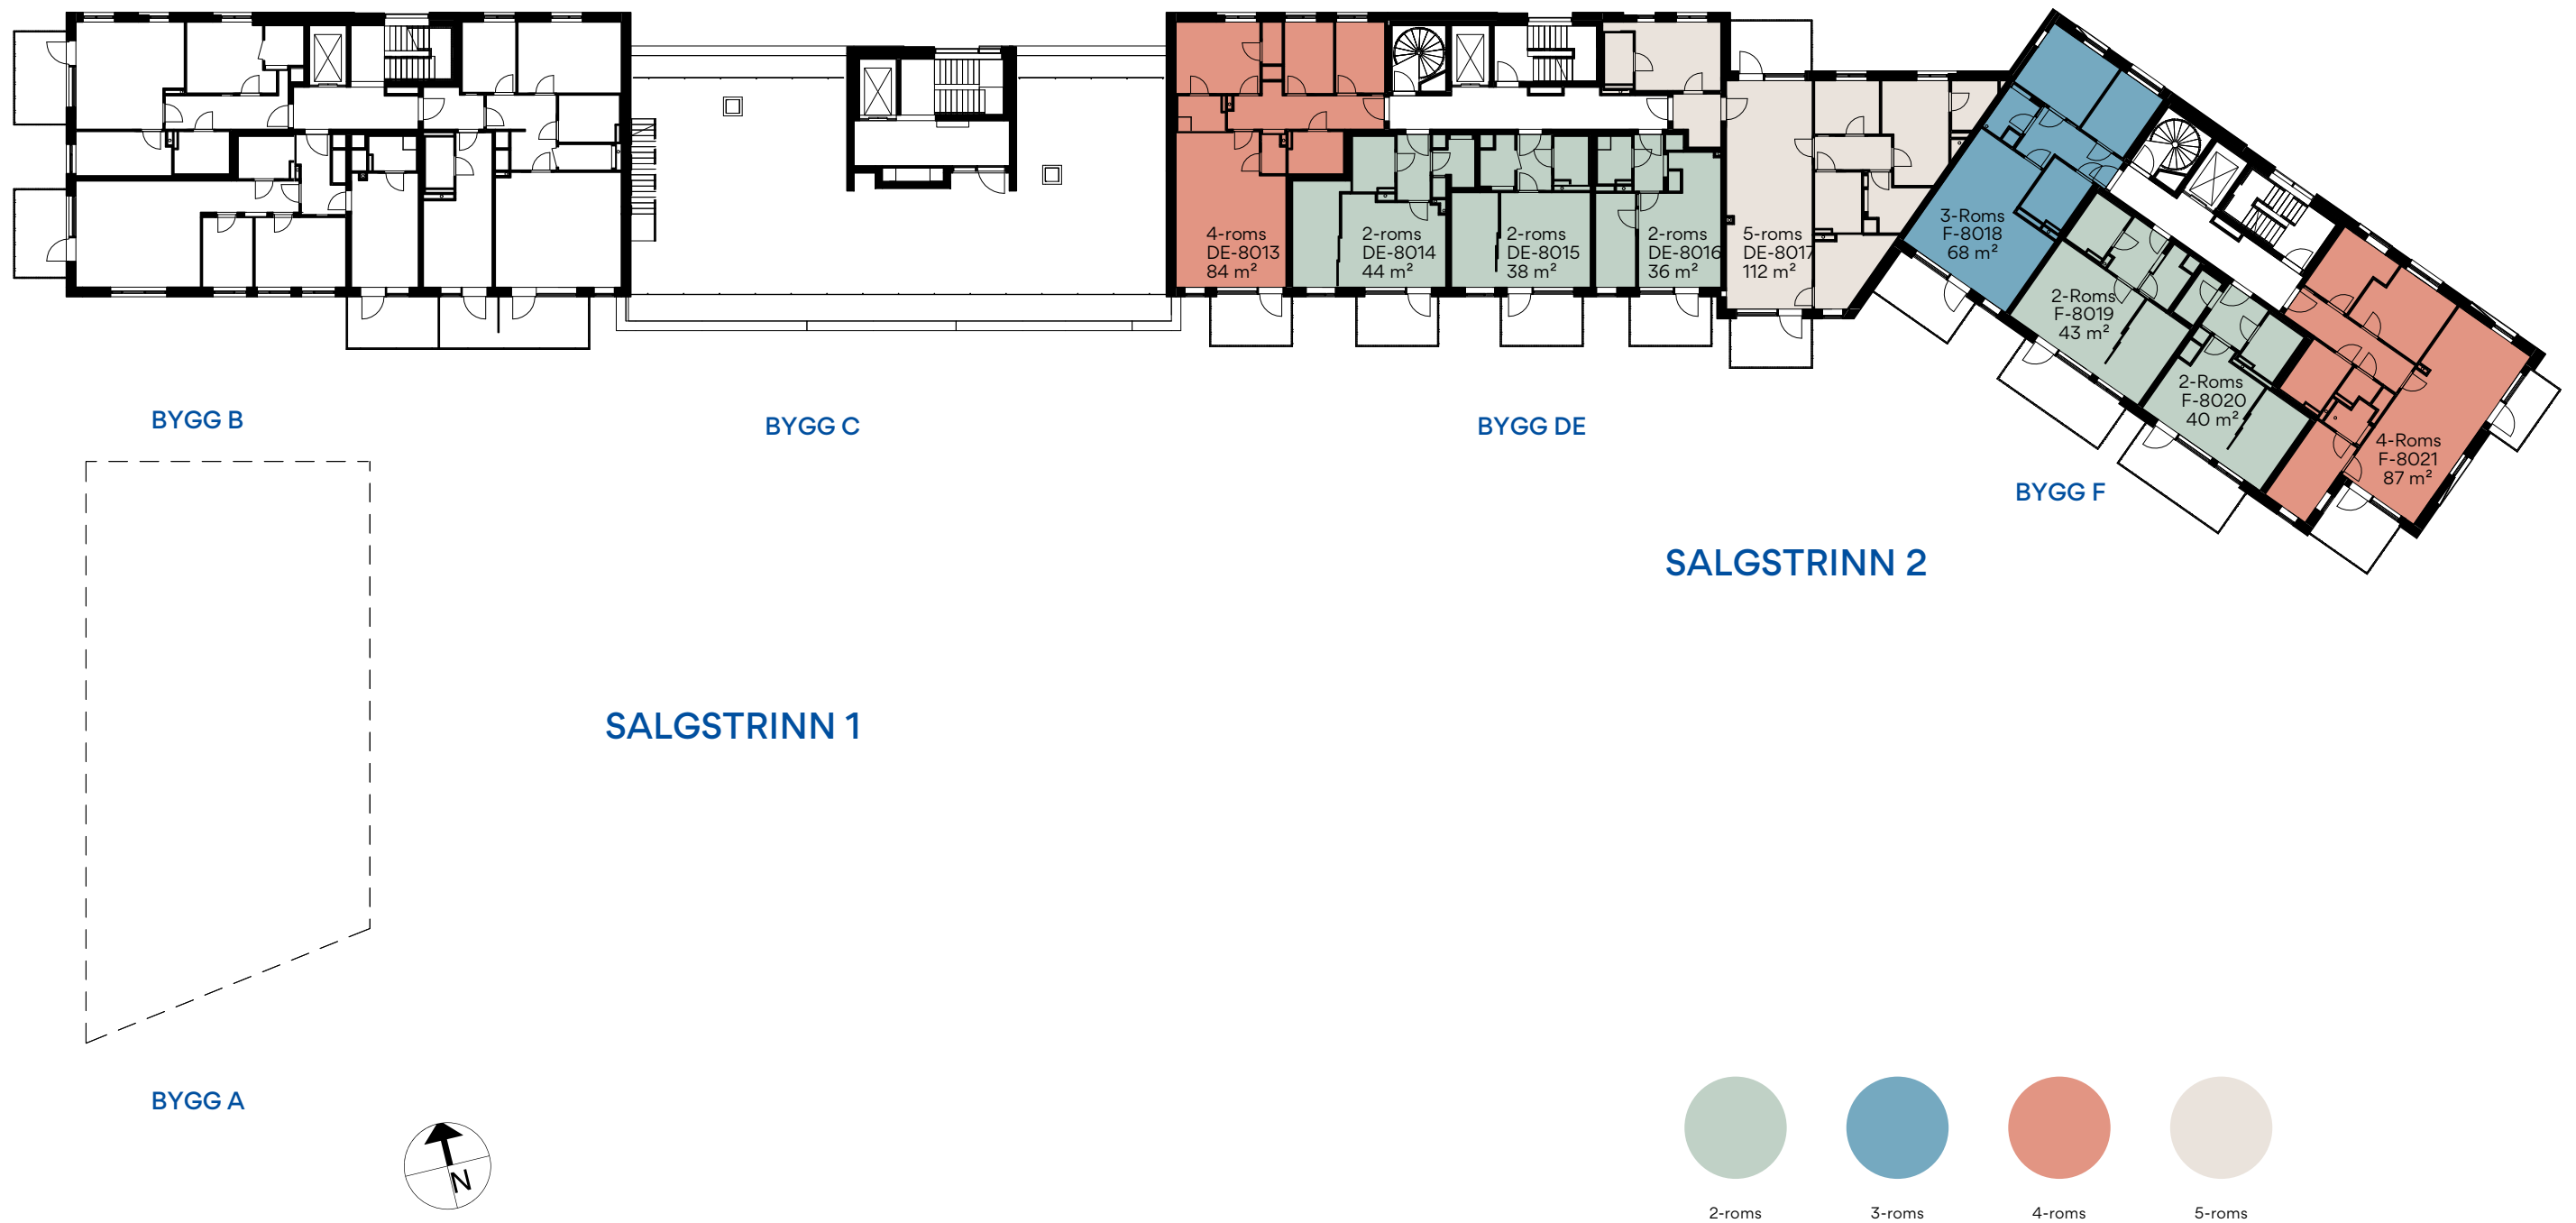 4-roms
DE-8013
84 m²
2-roms
DE-8014
44 m²
2-roms
DE-8015
38 m²
2-roms
DE-8016
36 m²
5-roms
DE-8017
112 m²
3-Roms
F-8018
68 m²
2-Roms
F-8019
43 m²
2-Roms
F-8020
40 m²
4-Roms
F-8021
87 m²
BYGG B
BYGG C
BYGG DE
BYGG F
SALGSTRINN 2
SALGSTRINN 1
BYGG A
N
2-roms
3-roms
4-roms
5-roms